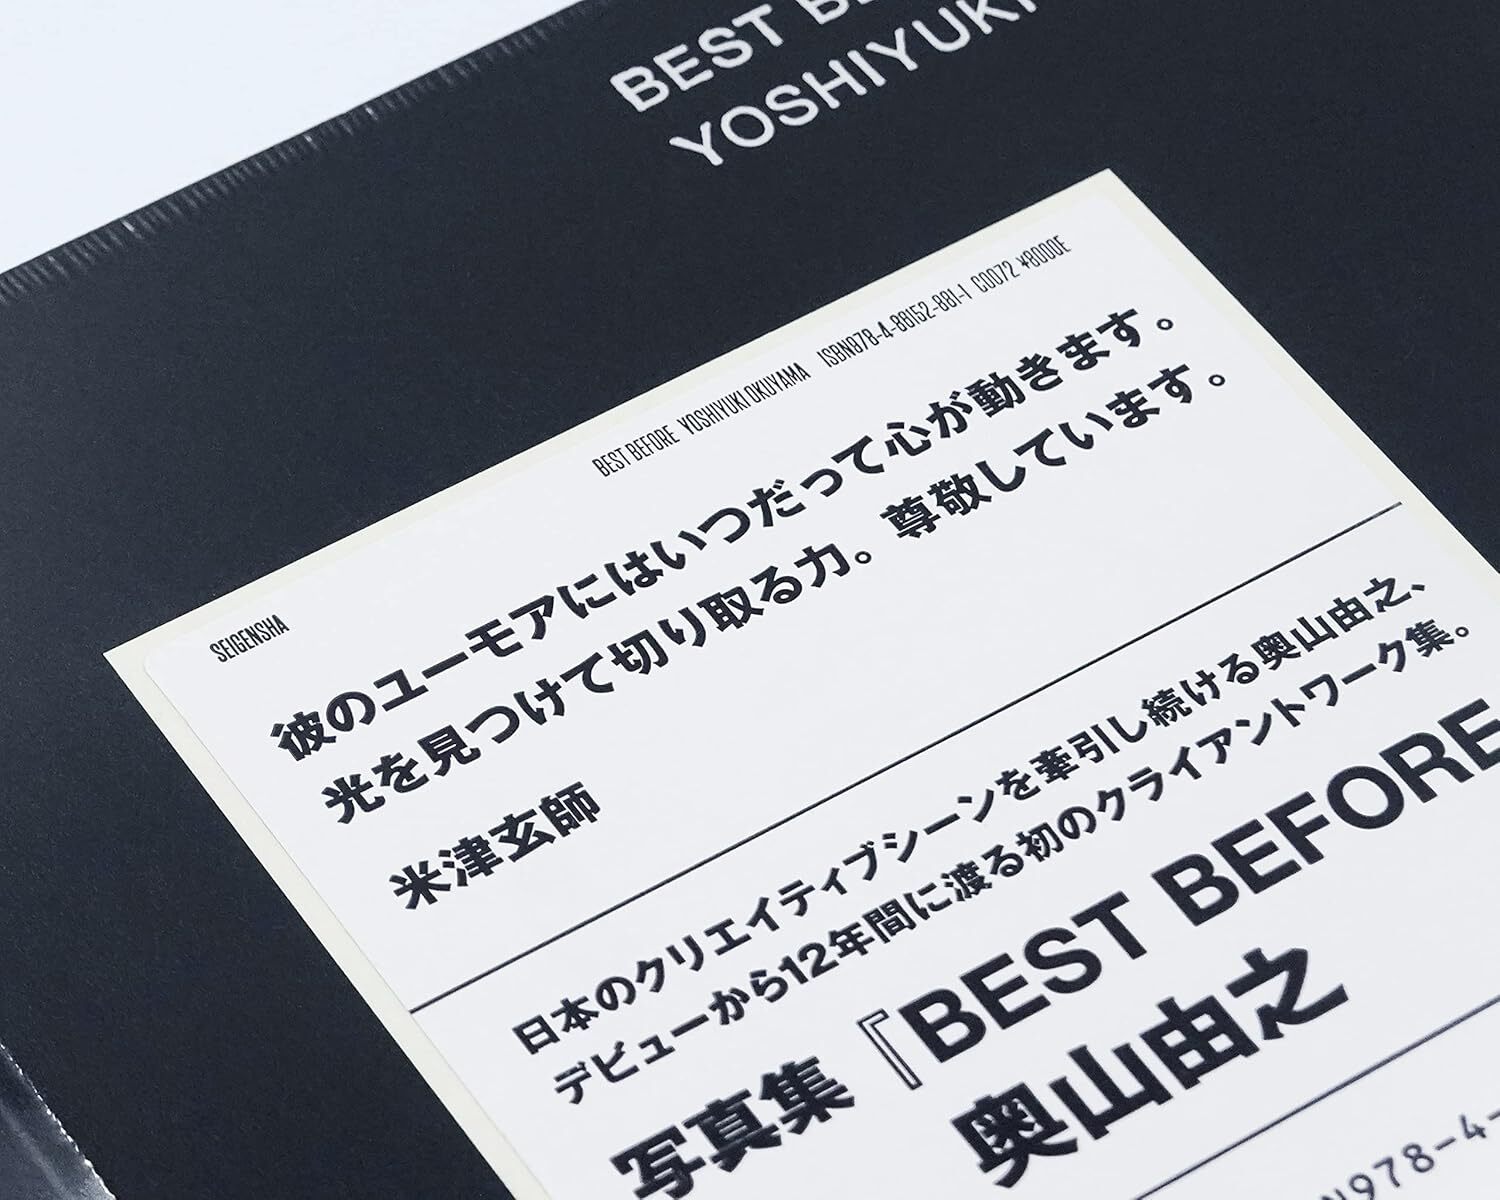 BEST BE
YOSHIYUKI
SEIGENSHA
BEST BEFORE YOSHIYUKI OKUYAMA ISBN978-4-86152-881-1 C0072 ¥8000E
彼のユーモアにはいつだって心が動きます。
光を見つけて切り取る力。尊敬しています。
米津玄師
日本のクリエイティブシーンを牽引し続ける奥山由之、
デビューから12年間に渡る初のクライアントワーク集。
写真集『BEST BEFORE
奥山由之
N978-4-